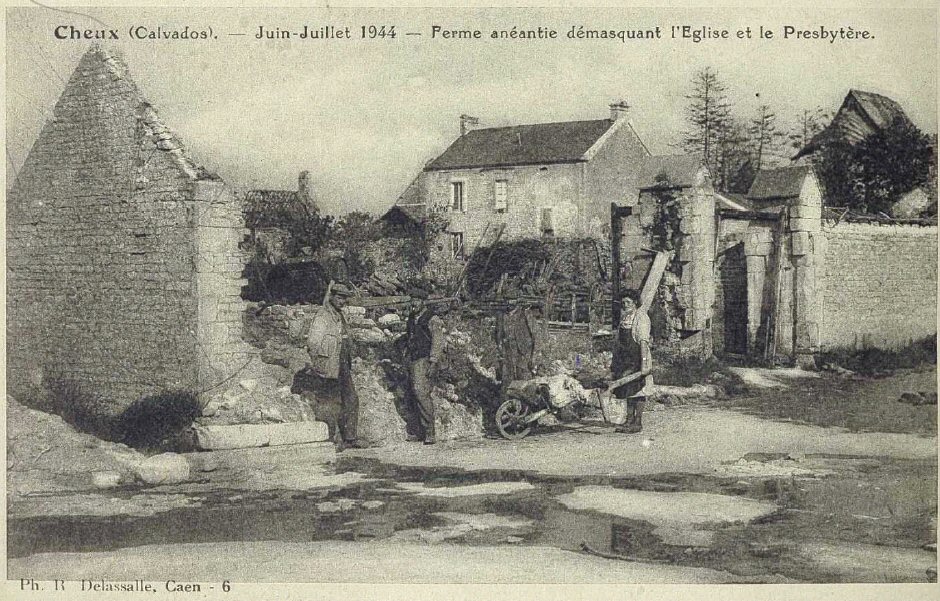 Cheux (Calvados). — Juin-Juillet 1944 — Ferme anéantie démasquant l'Eglise et le Presbytère.
Ph. R. Delassalle, Caen - 6